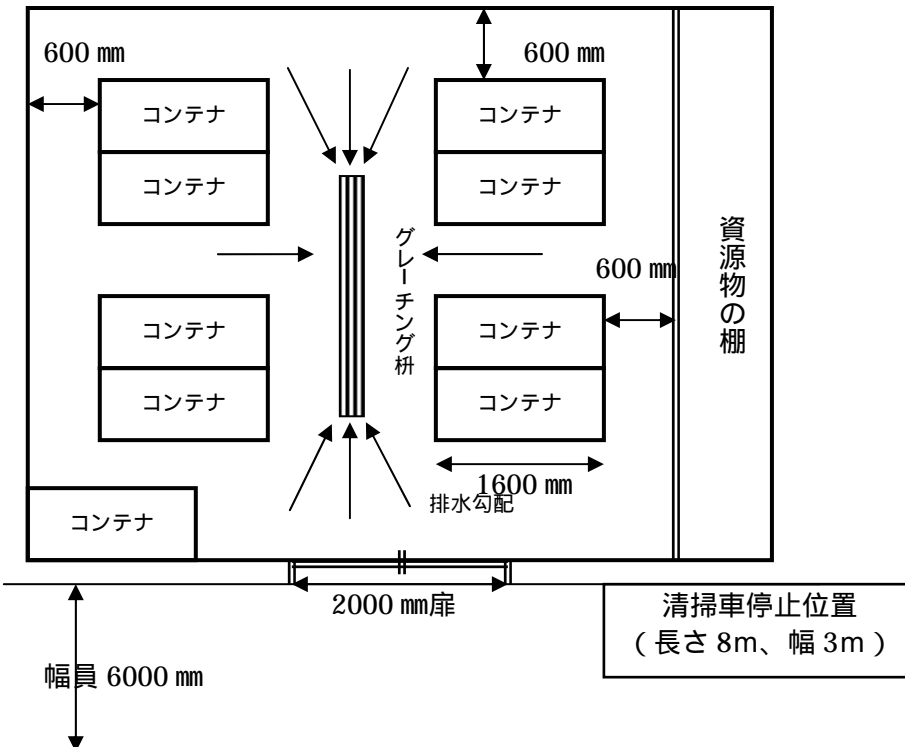 600 ㎜
600 ㎜
コンテナ
コンテナ
コンテナ
コンテナ
グレーチング枡
600 ㎜
資源物の棚
コンテナ
コンテナ
コンテナ
コンテナ
1600 ㎜
排水勾配
コンテナ
2000 ㎜扉
清掃車停止位置
（長さ 8m、幅 3m）
幅員 6000 ㎜